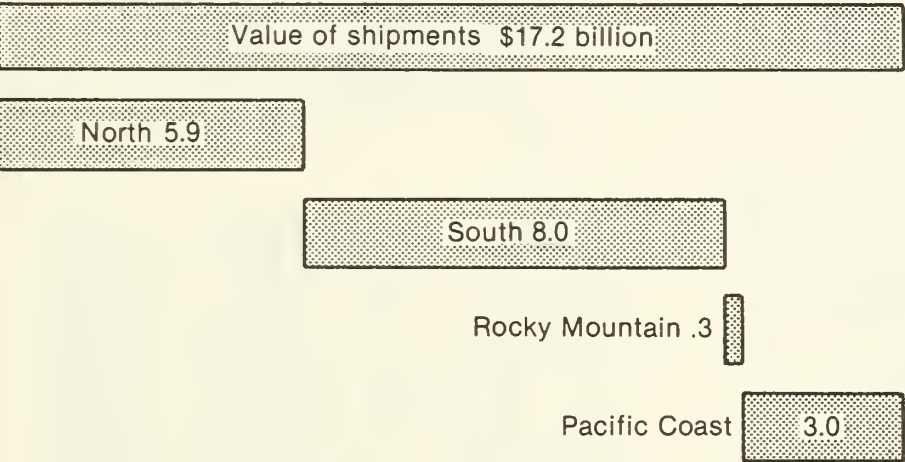 Value of shipments $17.2 billion
North 5.9
South 8.0
Rocky Mountain .3
Pacific Coast 3.0